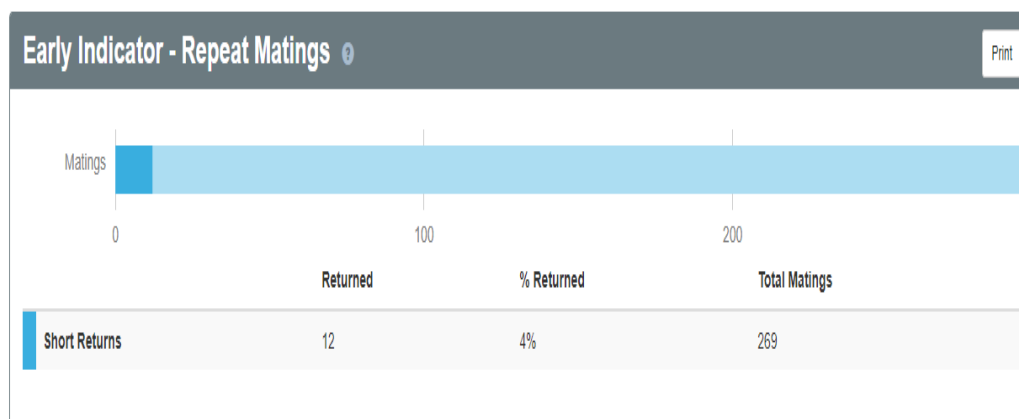 Early Indicator - Repeat Matings ?
Print
Matings
0 100 200
Returned % Returned Total Matings
Short Returns 12 4% 269